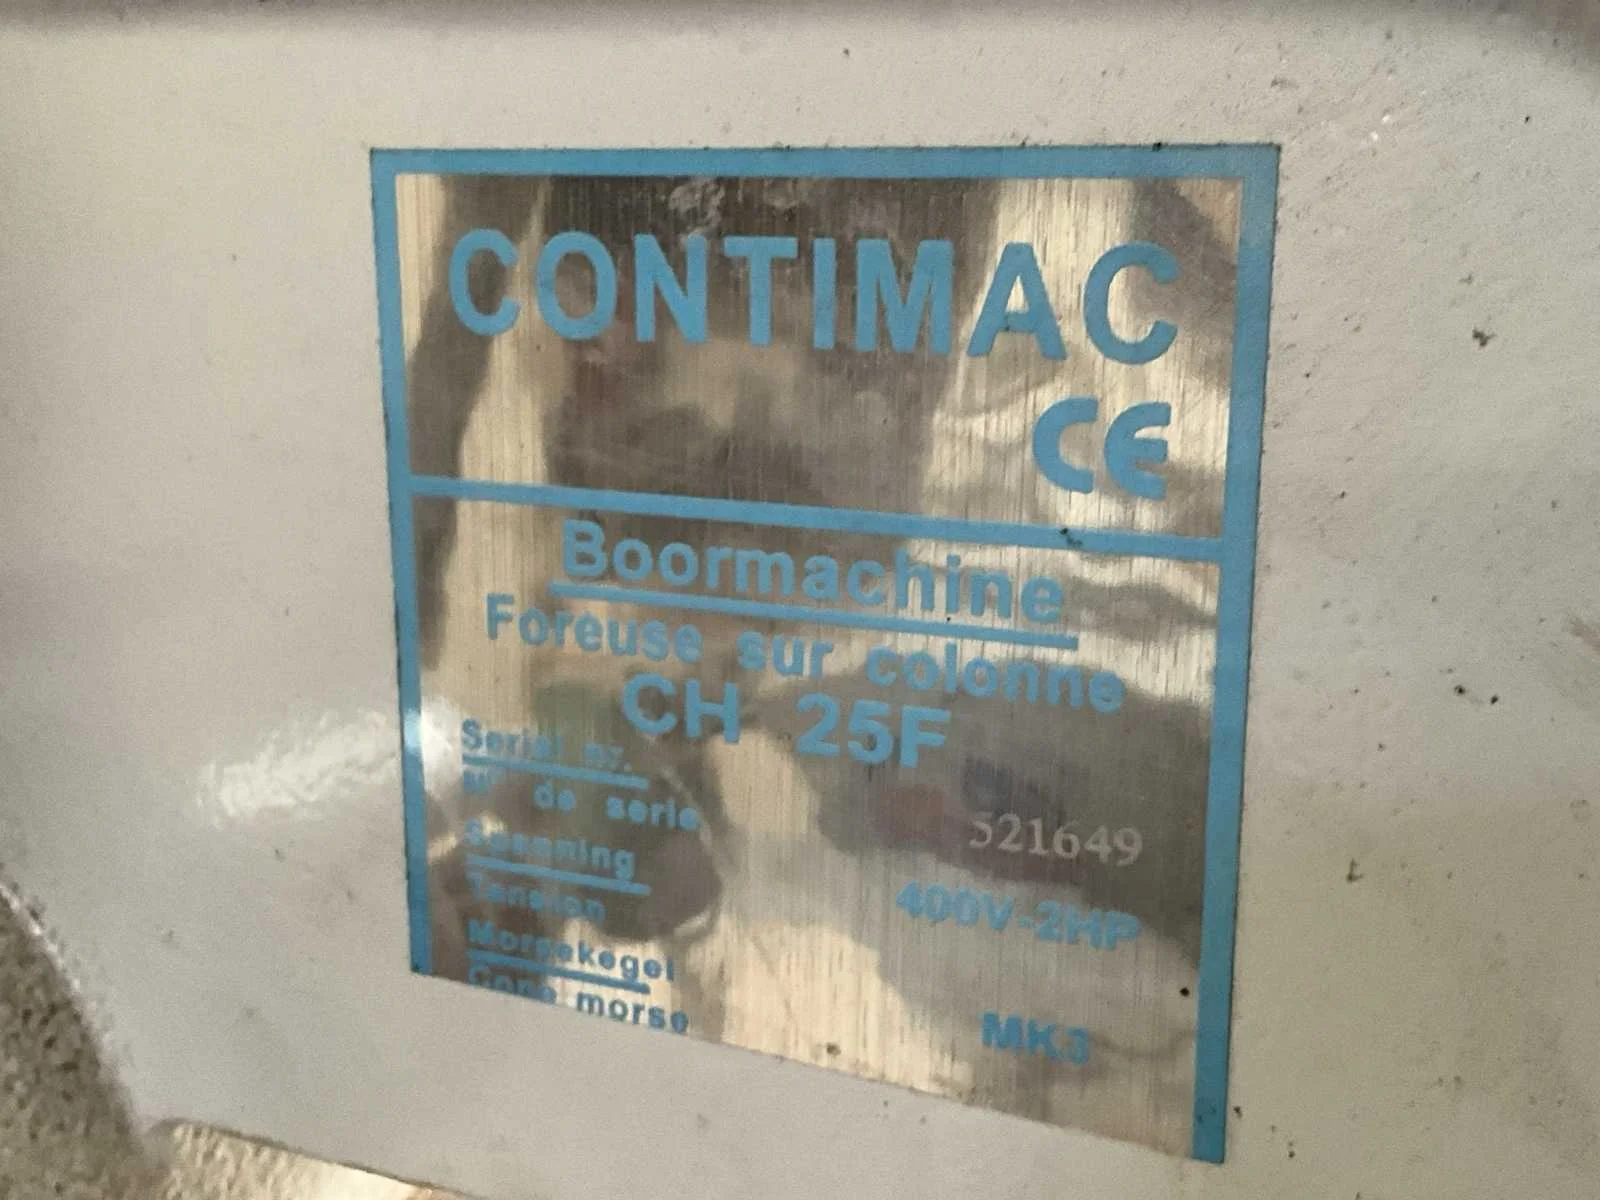 CONTIMAC
CE
Boormachine
Foreuse sur colonne
CH 25F
Serial nr.
N° de serie 521649
Spanning
Tension 400V-2HP
Morsekegel
Cone morse MK3